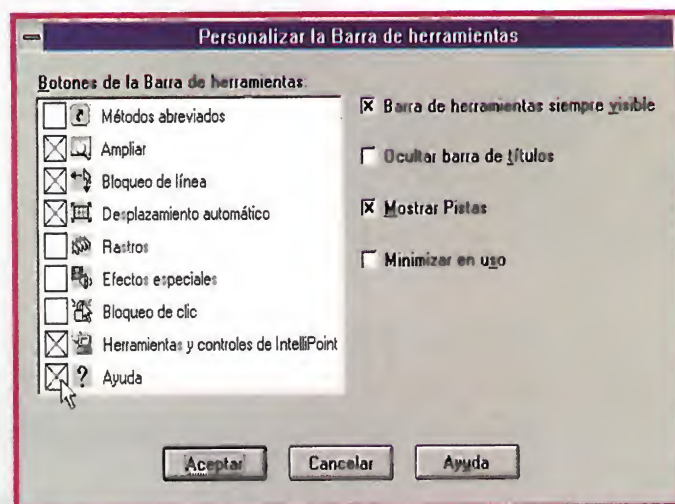 Personalizar la Barra de herramientas
Botones de la Barra de herramientas:
Métodos abreviados
Ampliar
Bloqueo de línea
Desplazamiento automático
Rastros
Efectos especiales
Bloqueo de clic
Herramientas y controles de IntelliPoint
? Ayuda
Barra de herramientas siempre visible
Ocultar barra de títulos
Mostrar Pistas
Minimizar en uso
Aceptar
Cancelar
Ayuda